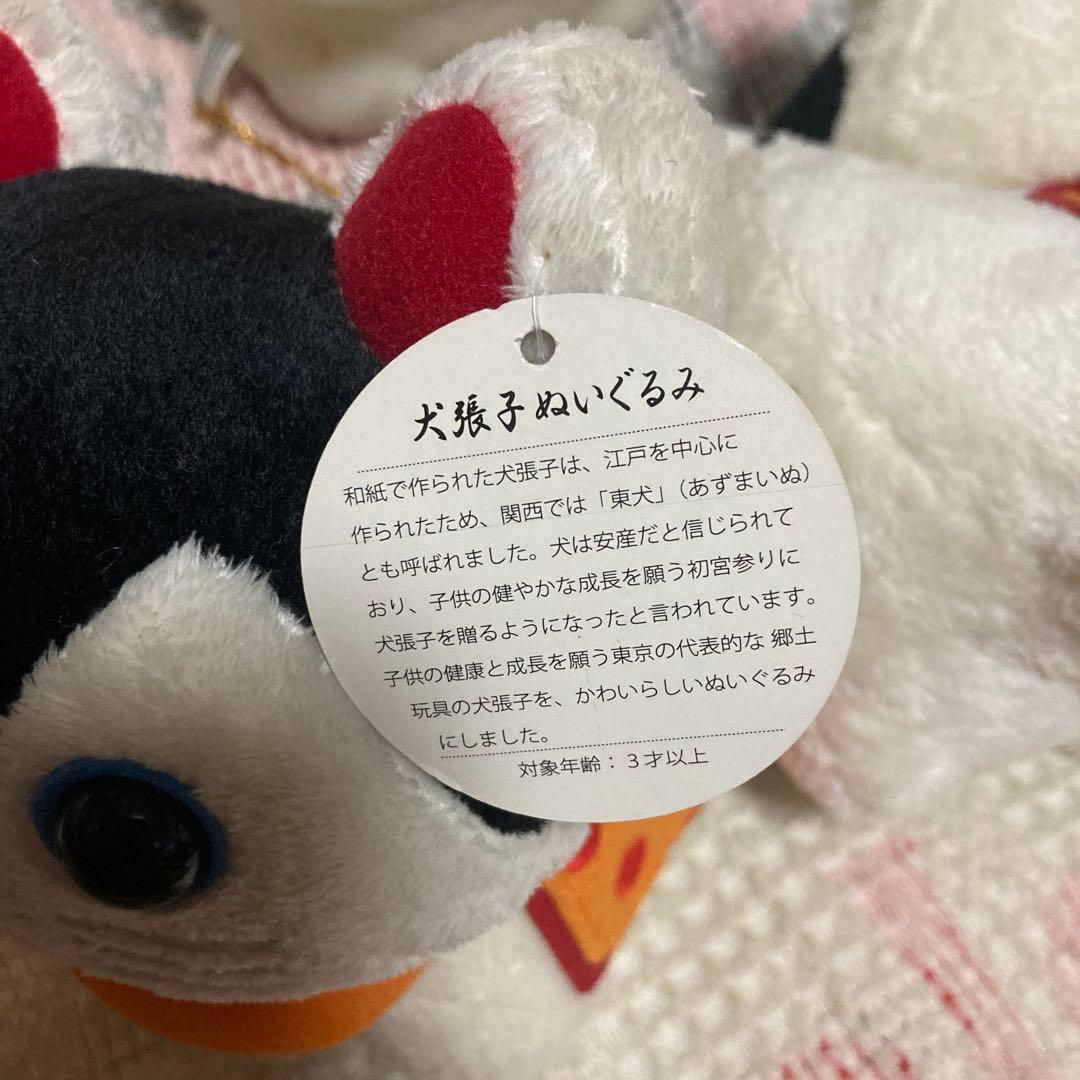 犬張子ぬいぐるみ
和紙で作られた犬張子は、江戸を中心に
作られたため、関西では「東犬」（あずまいぬ）
とも呼ばれました。犬は安産だと信じられて
おり、子供の健やかな成長を願う初宮参りに
犬張子を贈るようになったと言われています。
子供の健康と成長を願う東京の代表的な 郷土
玩具の犬張子を、かわいらしいぬいぐるみ
にしました。
対象年齢：３才以上